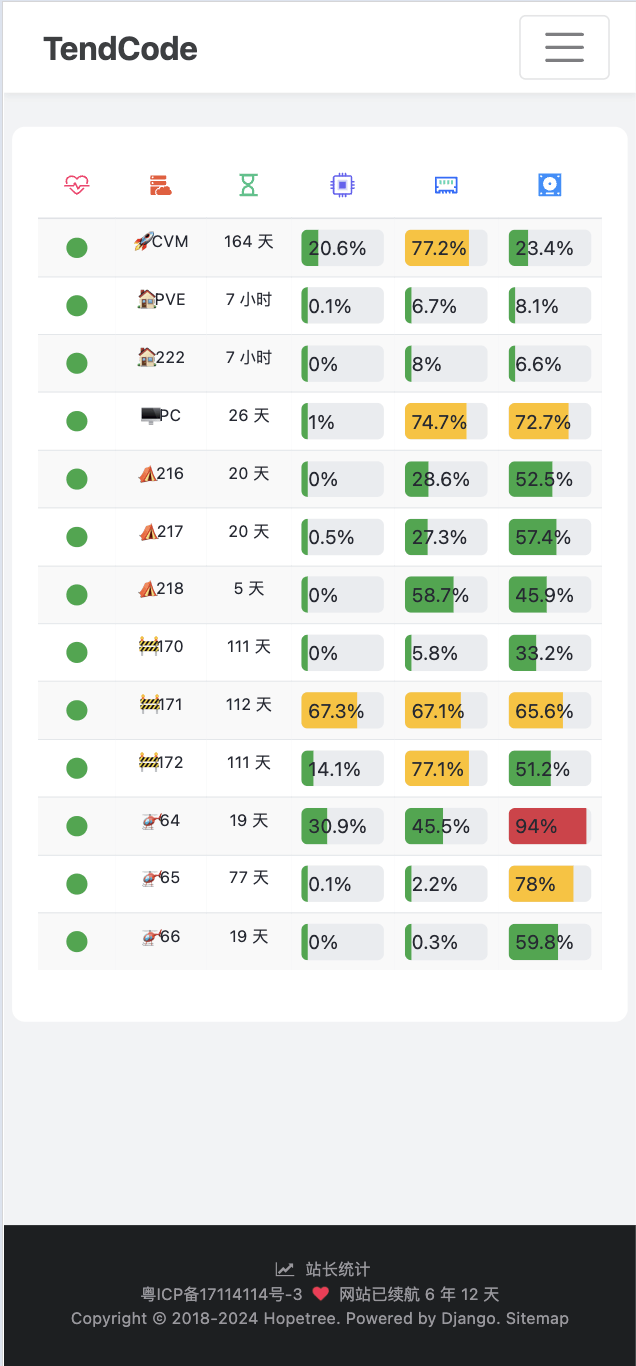 TendCode
CVM 164 天 20.6% 77.2% 23.4%
PVE 7 小时 0.1% 6.7% 8.1%
222 7 小时 0% 8% 6.6%
PC 26 天 1% 74.7% 72.7%
216 20 天 0% 28.6% 52.5%
217 20 天 0.5% 27.3% 57.4%
218 5 天 0% 58.7% 45.9%
170 111 天 0% 5.8% 33.2%
171 112 天 67.3% 67.1% 65.6%
172 111 天 14.1% 77.1% 51.2%
64 19 天 30.9% 45.5% 94%
65 77 天 0.1% 2.2% 78%
66 19 天 0% 0.3% 59.8%
站长统计
粤ICP备17114114号-3 网站已续航 6 年 12 天
Copyright © 2018-2024 Hopetree. Powered by Django. Sitemap